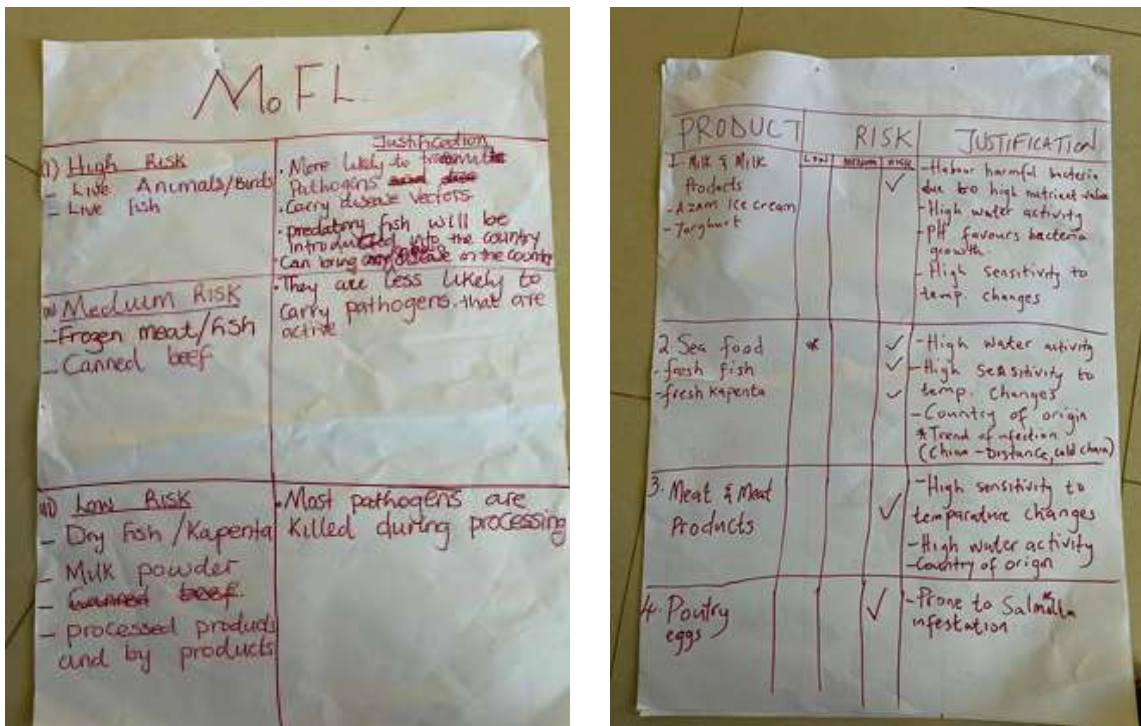 MoFL.
Justification
(i) High Risk
- Live Animals/Birds
- Live fish
• More likely to transmit
Pathogens
• Carry disease vectors
• predatory fish will be
introducted into the country
• Can bring disease in the country
(ii) Medium Risk
- Frozen meat/fish
- Canned beef
• They are less likely to
carry pathogens that are
active
iii) Low Risk
- Dry fish/Kapenta
- Milk powder
- Canned beef.
- processed products
and by products
• Most pathogens are
killed during processing
PRODUCT RISK JUSTIFICATION
Low
1. Milk & Milk
Products
- Azam Ice cream
- Yorghurt
- Habour harmful bacteria
due to high nutrient value
- High water activity
- PH favours bacteria
growth.
- High sensitivity to
temp. changes
2. Sea food
- fresh fish
- fresh kapenta
- High water activity
- High sensitivity to
temp. changes
- Country of origin
* Trend of infection
(China - Distance, cold chain)
3. Meat & Meat
Products
- High sensitivity to
temperature changes
- High water activity
- Country of origin
4. Poutry
eggs
- Prone to
infestation